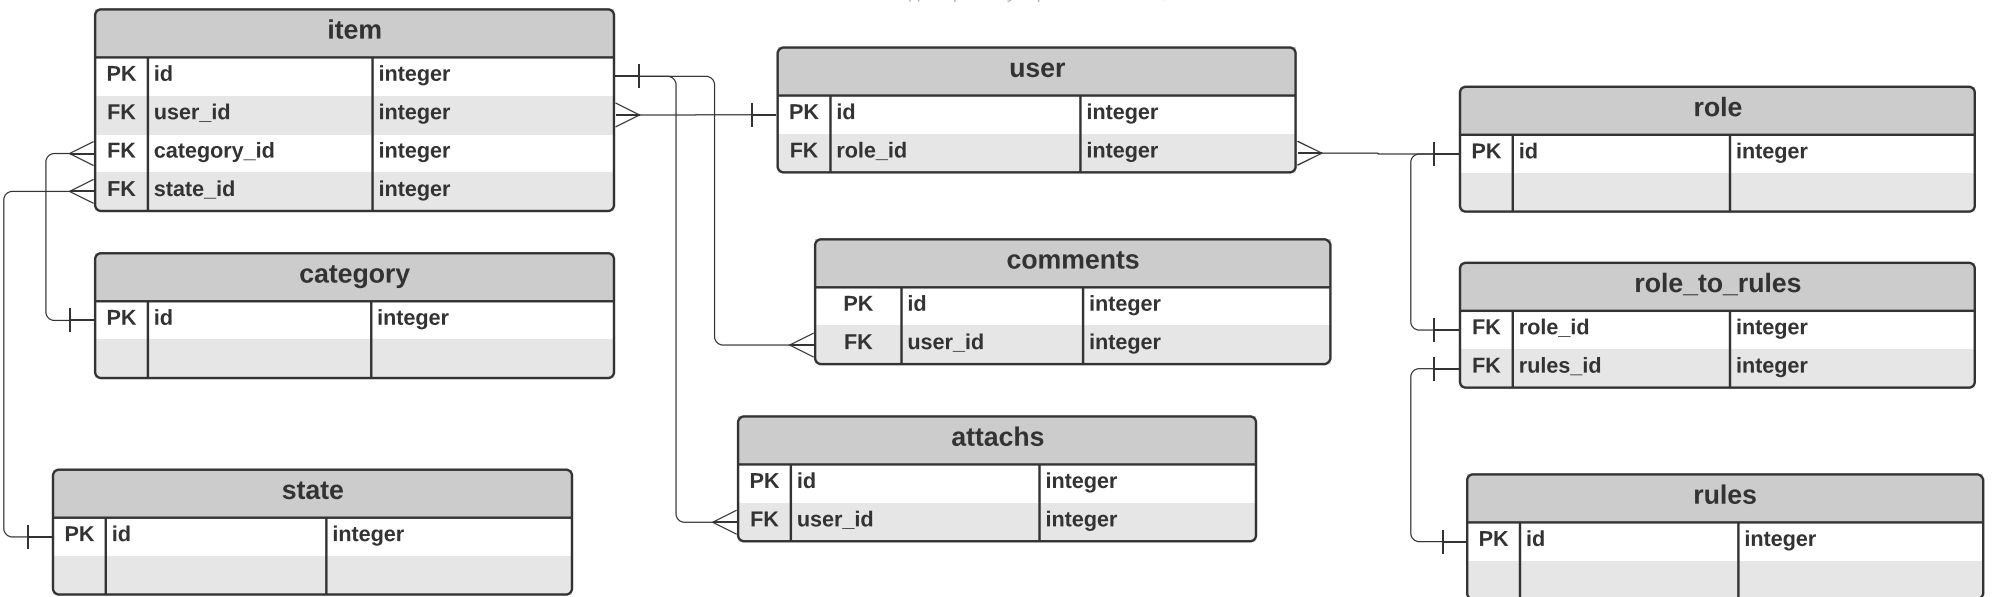 item
PK id integer
FK user_id integer
FK category_id integer
FK state_id integer
user
PK id integer
FK role_id integer
role
PK id integer
category
PK id integer
comments
PK id integer
FK user_id integer
role_to_rules
FK role_id integer
FK rules_id integer
attachs
PK id integer
FK user_id integer
state
PK id integer
rules
PK id integer